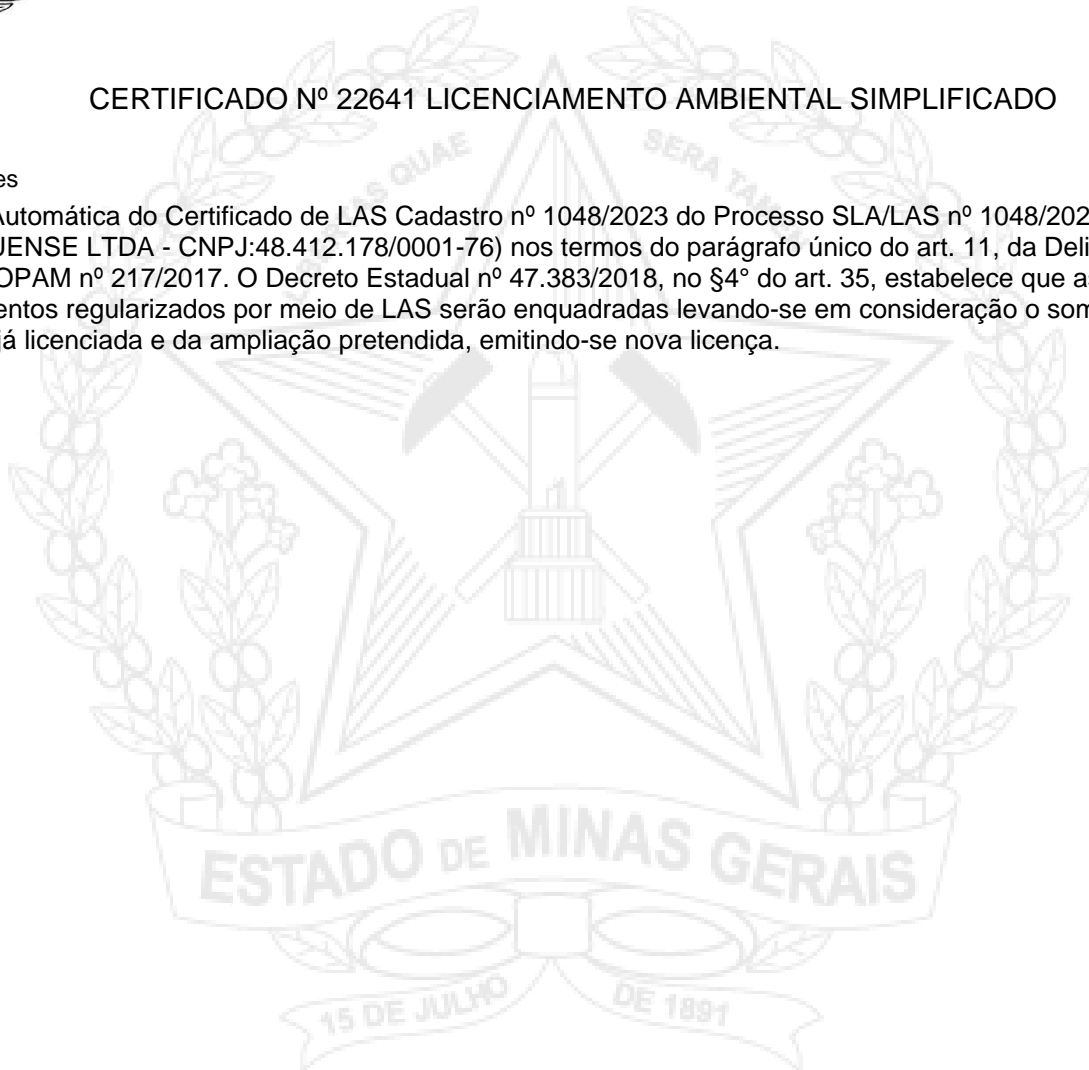 CERTIFICADO Nº 22641 LICENCIAMENTO AMBIENTAL SIMPLIFICADO
es
Automática do Certificado de LAS Cadastro nº 1048/2023 do Processo SLA/LAS nº 1048/202
UENSE LTDA - CNPJ:48.412.178/0001-76) nos termos do parágrafo único do art. 11, da Deli
OPAM nº 217/2017. O Decreto Estadual nº 47.383/2018, no §4° do art. 35, estabelece que a
entos regularizados por meio de LAS serão enquadradas levando-se em consideração o som
já licenciada e da ampliação pretendida, emitindo-se nova licença.
QUAE SERA TAMEN
ESTADO DE MINAS GERAIS
15 DE JULHO DE 1891